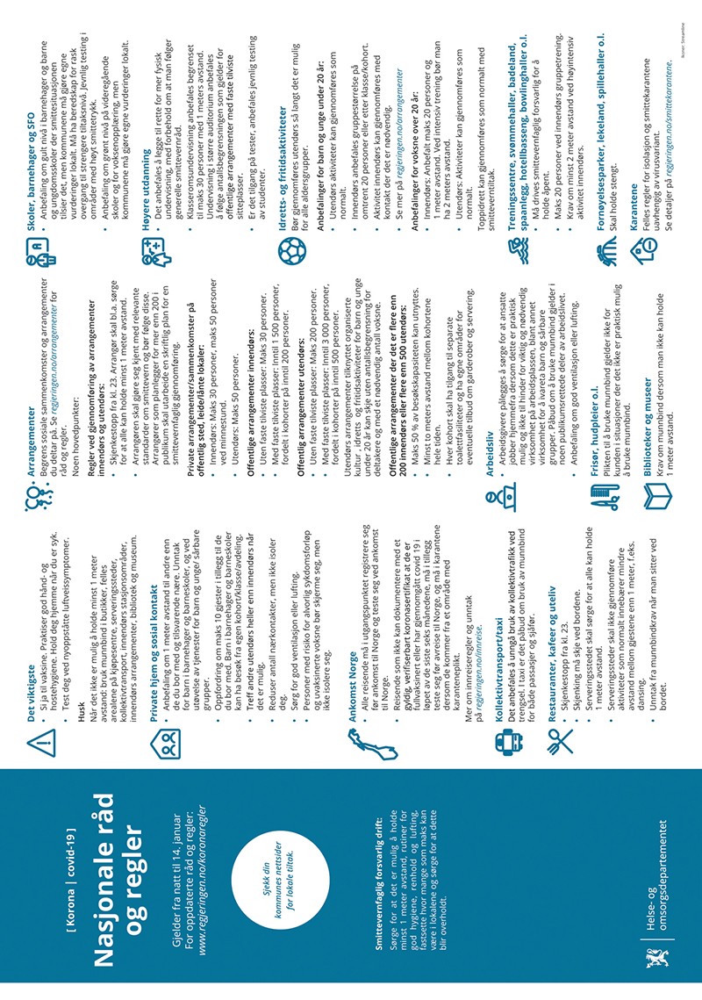 [ Korona | covid-19 ]
Nasjonale råd
og regler
Gjelder fra natt til 14. januar
For oppdaterte råd og regler:
www.regjeringen.no/koronaregler
Sjekk din
kommunes nettsider
for lokale tiltak.
Smittevernfaglig forsvarlig drift:
Sørge for at det er mulig å holde
minst 1 meter avstand, rutiner for
god hygiene, renhold og lufting,
fastsette hvor mange som maks kan
være i lokalene og sørge for at dette
blir overholdt.
Helse- og
omsorgsdepartementet
Det viktigste
• Si ja til vaksine. Praktiser god hånd- og
hostehygiene. Hold deg hjemme når du er syk.
• Test deg ved nyoppståtte luftveissymptomer.
Husk
Når det ikke er mulig å holde minst 1 meter
avstand: bruk munnbind i butikker, felles
arealene på kjøpesentre, serveringssteder,
kollektivtransport, innendørs stasjonsområder,
innendørs arrangementer, bibliotek og museum.
Private hjem og sosial kontakt
• Anbefaling om 1 meter avstand til andre enn
de du bor med og tilsvarende nære. Unntak
for barn i barnehager og barneskoler, og ved
utøvelse av tjenester for barn og unge/ sårbare
grupper.
• Oppfordring om maks 10 gjester i tillegg til de
du bor med. Barn i barnehager og barneskoler
kan ha besøk fra egen kohort/klasse/avdeling.
• Treff andre utendørs heller enn innendørs når
det er mulig.
• Reduser antall nærkontakter, men ikke isoler
deg.
• Sørg for god ventilasjon eller lufting.
• Personer med risiko for alvorlig sykdomsforløp
og uvaksinerte voksne bør skjerme seg, men
ikke isolere seg.
Ankomst Norge
• Alle reisende må i utgangspunktet registrere seg
før ankomst til Norge og teste seg ved ankomst
til Norge.
• Reisende som ikke kan dokumentere med et
gyldig, verifiserbart koronasertifikat at de er
fullvaksinert eller har gjennomgått covid 19 i
løpet av de siste seks månedene, må i tillegg
teste seg før avreise til Norge, og må i karantene
dersom de kommer fra et område med
karanteneplikt.
Mer om innreiseregler og unntak
på regjeringen.no/innreise.
Kollektivtransport/taxi
Det anbefales å unngå bruk av kollektivtrafikk ved
trengsel. I taxi er det påbud om bruk av munnbind
for både passasjer og sjåfør.
Restauranter, kafeer og uteliv
• Skjenkestopp fra kl. 23.
• Skjenking må skje ved bordene.
• Serveringsstedet skal sørge for at alle kan holde
1 meter avstand.
• Serveringssteder skal ikke gjennomføre
aktiviteter som normalt innebærer mindre
avstand mellom gjestene enn 1 meter, f.eks.
dansing.
• Unntak fra munnbindkrav når man sitter ved
bordet.
Arrangementer
Begrens sosiale sammenkomster og arrangementer
du deltar på. Se regjeringen.no/arrangementer for
råd og regler.
Noen hovedpunkter:
Regler ved gjennomføring av arrangementer
innendørs og utendørs:
• Skjenkestopp fra kl. 23. Arrangør skal bl.a. sørge
for at alle kan holde minst 1 meter avstand.
• Arrangøren skal gjøre seg kjent med relevante
standarder om smittevern og bør følge disse.
Arrangører som planlegger for mer enn 200 i
publikum skal utarbeide en skriftlig plan for en
smittevernfaglig gjennomføring.
Private arrangementer/sammenkomster på
offentlig sted, leide/lånte lokaler:
• Innendørs: Maks 30 personer, maks 50 personer
ved minnestund.
• Utendørs: Maks 50 personer.
Offentlige arrangementer innendørs:
• Uten faste tilviste plasser: Maks 30 personer.
• Med faste tilviste plasser: Inntil 1 500 personer,
fordelt i kohorter på inntil 200 personer.
Offentlig arrangementer utendørs:
• Uten faste tilviste plasser: Maks 200 personer.
• Med faste tilviste plasser: Maks 3 000 personer,
fordelt i kohorter på inntil 500 personer.
Utendørs arrangementer tilknyttet organiserte
kultur-, idretts- og fritidsaktiviteter for barn og unge
under 20 år kan skje uten antallsbegrensning for
deltakere og med et nødvendig antall voksne.
Offentlige arrangementer der det er flere enn
200 innendørs eller flere enn 500 utendørs:
• Maks 50 % av besøkskapasiteten kan utnyttes.
• Minst to meters avstand mellom kohortene
hele tiden.
• Hver kohort skal ha tilgang til separate
toalettfasiliteter og ha egne områder for
eventuelle tilbud om garderober og servering.
Arbeidsliv
• Arbeidsgivere pålegges å sørge for at ansatte
jobber hjemmefra dersom dette er praktisk
mulig og ikke til hinder for viktig og nødvendig
virksomhet på arbeidsplassen, blant annet
virksomhet for å ivareta barn og sårbare
grupper. Påbud om å bruke munnbind gjelder i
noen publikumsrettede deler av arbeidslivet.
• Anbefaling om god ventilasjon eller lufting.
Frisør, hudpleier o.l.
Plikten til å bruke munnbind gjelder ikke for
kunden i situasjoner der det ikke er praktisk mulig
å bruke munnbind.
Biblioteker og museer
Krav om munnbind dersom man ikke kan holde
1 meter avstand.
Skoler, barnehager og SFO
• Anbefaling om gult nivå i barnehager og barne
og ungdomsskoler der smittesituasjonen
tilsier det, men kommunene må gjøre egne
vurderinger lokalt. Må ha beredskap for rask
overgang til strengere tiltaksnivå. Jevnlig testing i
områder med høyt smittetrykk.
• Anbefaling om grønt nivå på videregående
skoler og for voksenopplæring, men
kommunene må gjøre egne vurderinger lokalt.
Høyere utdanning
• Det anbefales å legge til rette for mer fysisk
undervisning, med forbehold om at man følger
generelle smittevernråd.
• Klasseromsundervisning anbefales begrenset
til maks 30 personer med 1 meters avstand.
Undervisning i større auditorium anbefales
å følge antallsbegrensningen som gjelder for
offentlige arrangementer med faste tilviste
sitteplasser.
• Er det tilgang på tester, anbefales jevnlig testing
av studenter.
Idretts- og fritidsaktiviteter
Bør gjennomføres utendørs så langt det er mulig
for alle aldersgrupper.
Anbefalinger for barn og unge under 20 år:
• Utendørs aktiviteter kan gjennomføres som
normalt.
• Innendørs anbefales gruppestørrelse på
omtrent 20 personer eller etter klasse/kohort.
• Aktivitet innendørs kan gjennomføres med
kontakt der det er nødvendig.
• Se mer på regjeringen.no/arrangementer
Anbefalinger for voksne over 20 år:
• Innendørs: Anbefalt maks 20 personer og
1 meter avstand. Ved intensiv trening bør man
ha 2 meters avstand.
• Utendørs: Aktiviteter kan gjennomføres som
normalt.
Toppidrett kan gjennomføres som normalt med
smitteverntiltak.
Treningssentre, svømmehaller, badeland,
spaanlegg, hotellbasseng, bowlinghaller o.l.
• Må drives smittevernfaglig forsvarlig for å
holde åpent.
• Maks 20 personer ved innendørs gruppetrening.
• Krav om minst 2 meter avstand ved høyintensiv
aktivitet innendørs.
Fornøyelsesparker, lekeland, spillehaller o.l.
Skal holde stengt.
Karantene
Felles regler for isolasjon og smittekarantene
uavhengig av virusvariant.
Se detaljer på regjeringen.no/smittekarantene.
Ikoner: Streamline